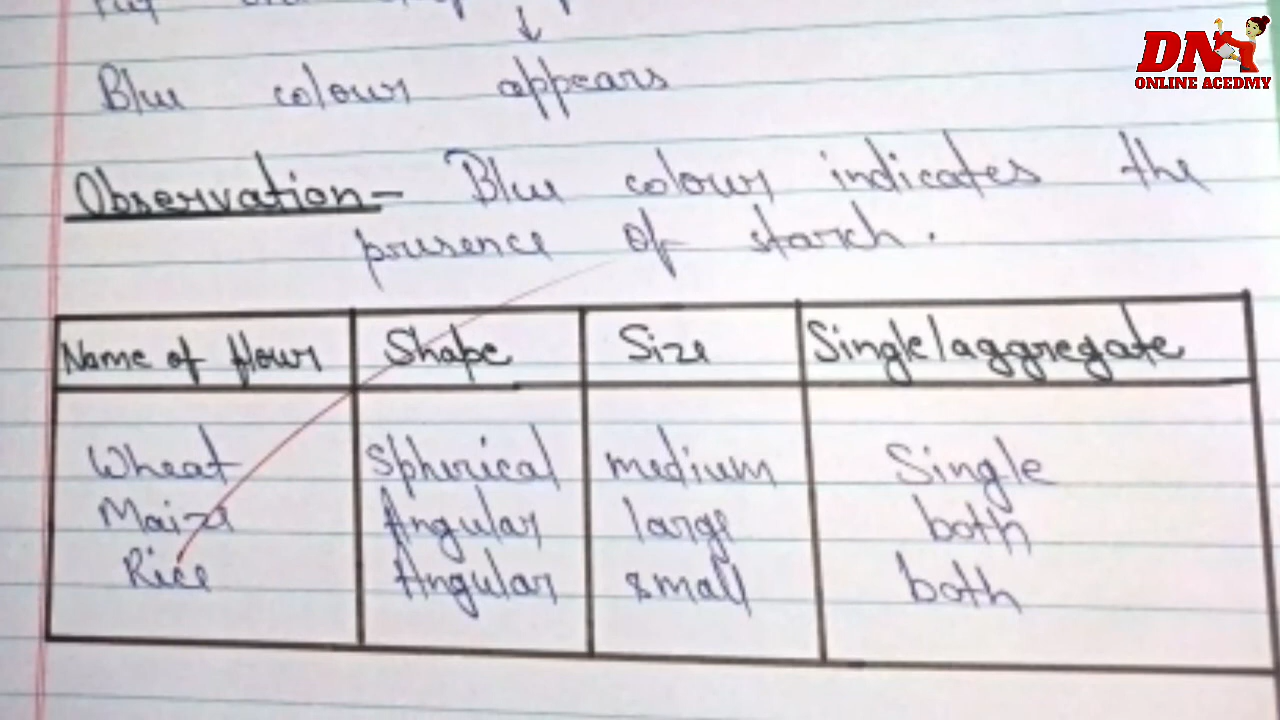 Blue colour appears
Observation- Blue colour indicates the
presence of starch.
Name of flour Shape Size Single/aggregate
Wheat Spherical medium Single
Maize Angular large both
Rice Angular small both
DN
ONLINE ACEDMY